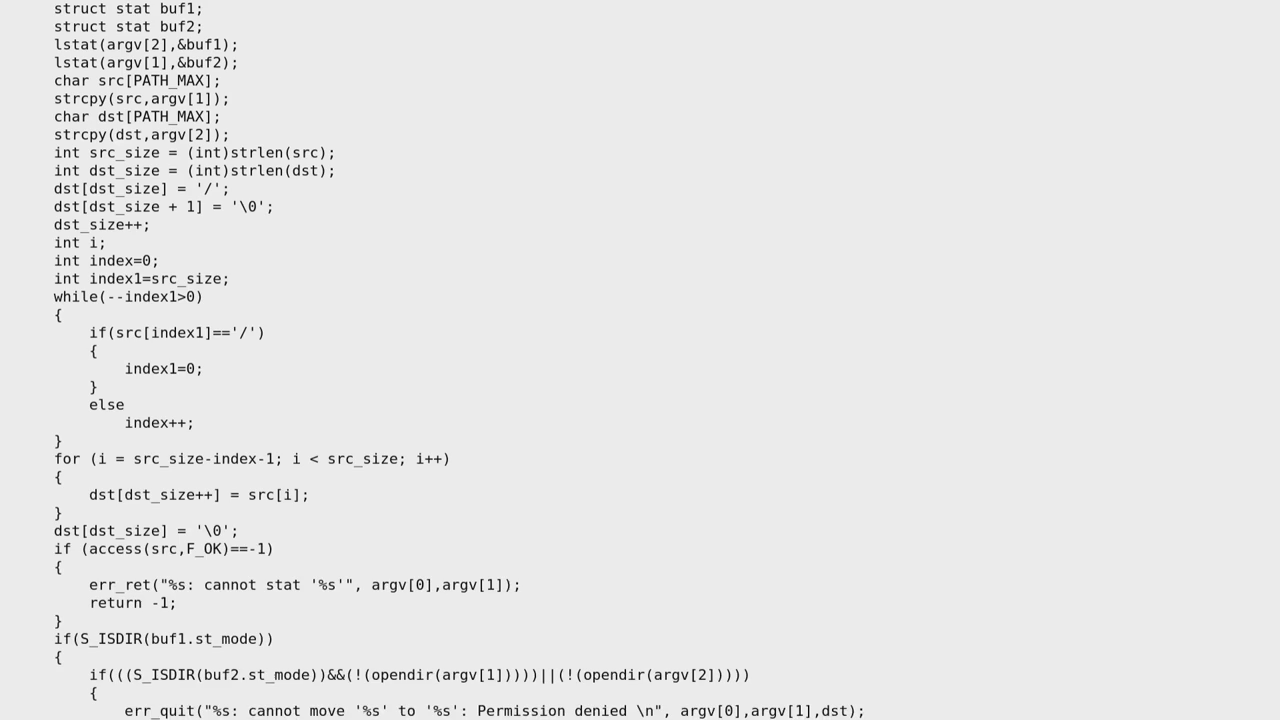 struct stat buf1;
struct stat buf2;
lstat(argv[2],&buf1);
lstat(argv[1],&buf2);
char src[PATH_MAX];
strcpy(src,argv[1]);
char dst[PATH_MAX];
strcpy(dst,argv[2]);
int src_size = (int)strlen(src);
int dst_size = (int)strlen(dst);
dst[dst_size] = '/';
dst[dst_size + 1] = '\0';
dst_size++;
int i;
int index=0;
int index1=src_size;
while(--index1>0)
{
    if(src[index1]=='/')
    {
        index1=0;
    }
    else
        index++;
}
for (i = src_size-index-1; i < src_size; i++)
{
    dst[dst_size++] = src[i];
}
dst[dst_size] = '\0';
if (access(src,F_OK)==-1)
{
    err_ret("%s: cannot stat '%s'", argv[0],argv[1]);
    return -1;
}
if(S_ISDIR(buf1.st_mode))
{
    if(((S_ISDIR(buf2.st_mode))&&(!(opendir(argv[1]))))||(!(opendir(argv[2]))))
    {
        err_quit("%s: cannot move '%s' to '%s': Permission denied \n", argv[0],argv[1],dst);